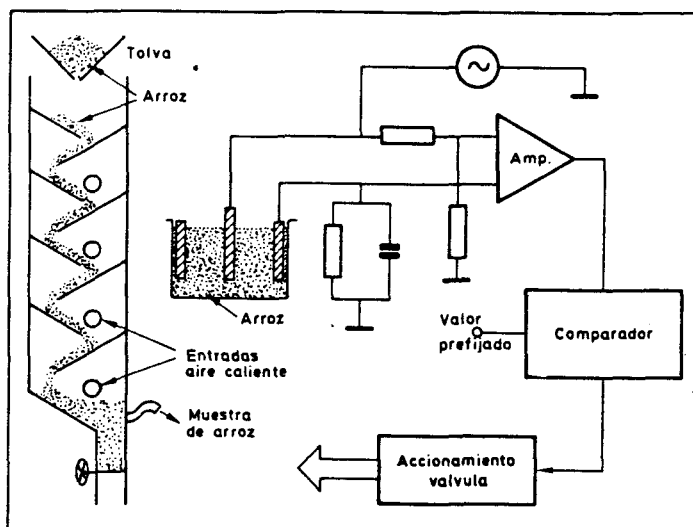 Tolva
Arroz
Amp.
Arroz
Valor
prefijado
Comparador
Entradas
aire caliente
Muestra
de arroz
Accionamiento
valvula